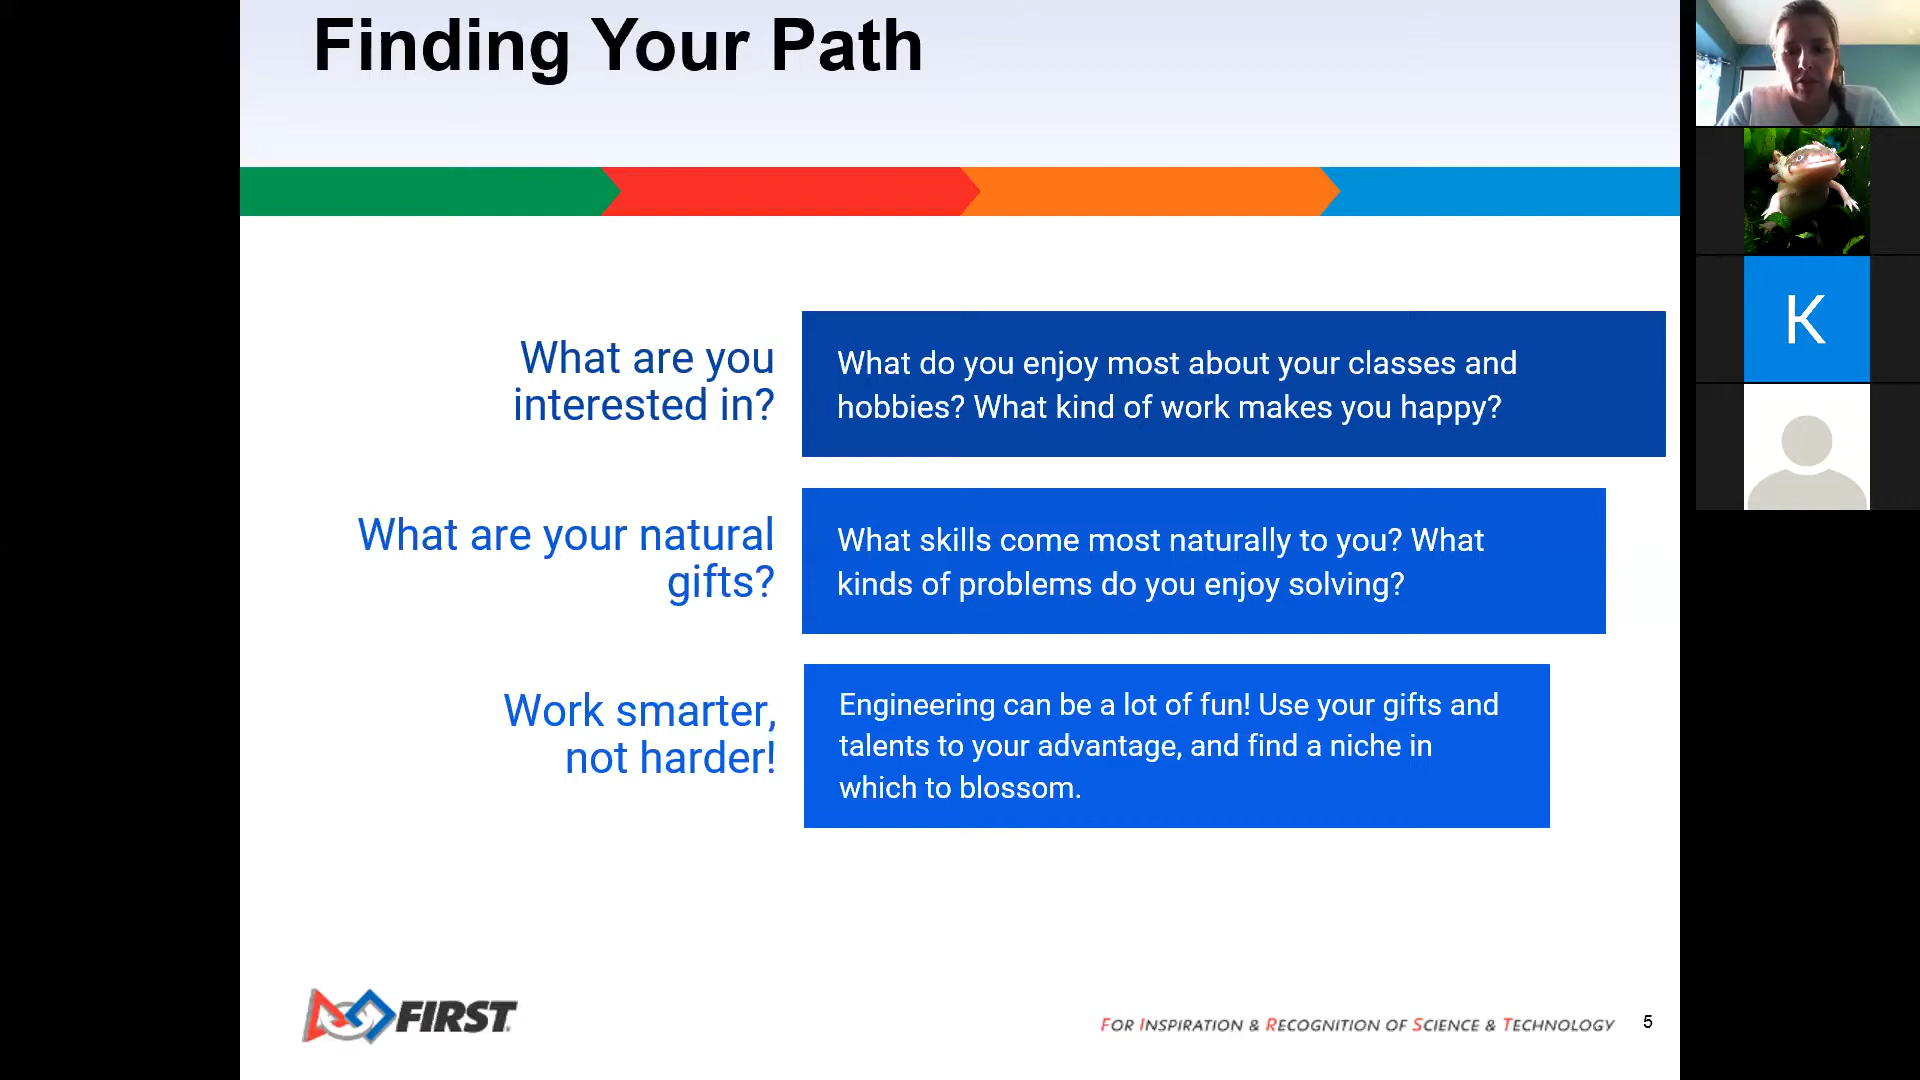 Finding Your Path
What are you
interested in?
What do you enjoy most about your classes and
hobbies? What kind of work makes you happy?
What are your natural
gifts?
What skills come most naturally to you? What
kinds of problems do you enjoy solving?
Work smarter,
not harder!
Engineering can be a lot of fun! Use your gifts and
talents to your advantage, and find a niche in
which to blossom.
FIRST
FOR INSPIRATION & RECOGNITION OF SCIENCE & TECHNOLOGY
5
K